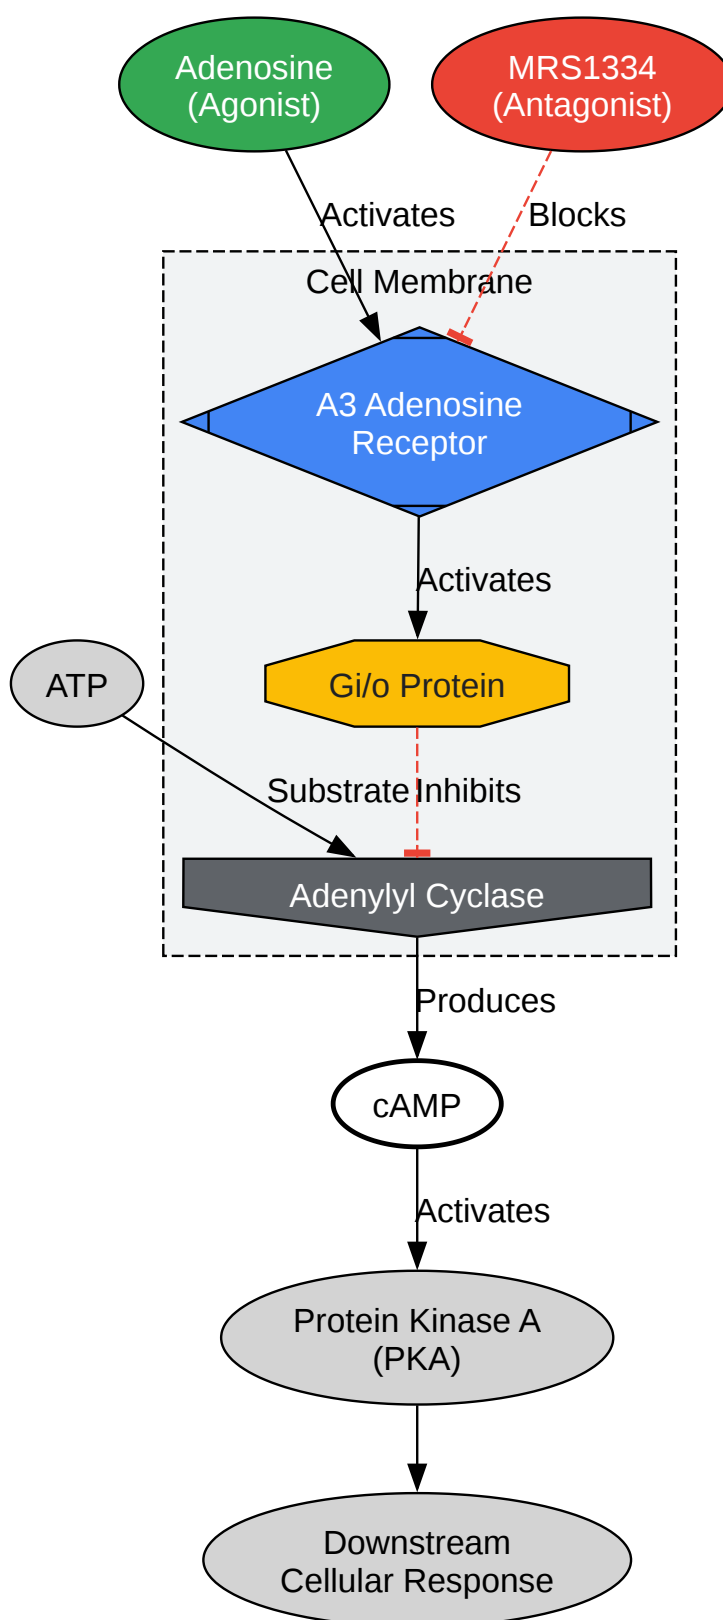 Adenosine
(Agonist)
MRS1334
(Antagonist)
Activates
Blocks
Cell Membrane
A3 Adenosine
Receptor
Activates
ATP
Gi/o Protein
Substrate
Inhibits
Adenylyl Cyclase
Produces
cAMP
Activates
Protein Kinase A
(PKA)
Downstream
Cellular Response